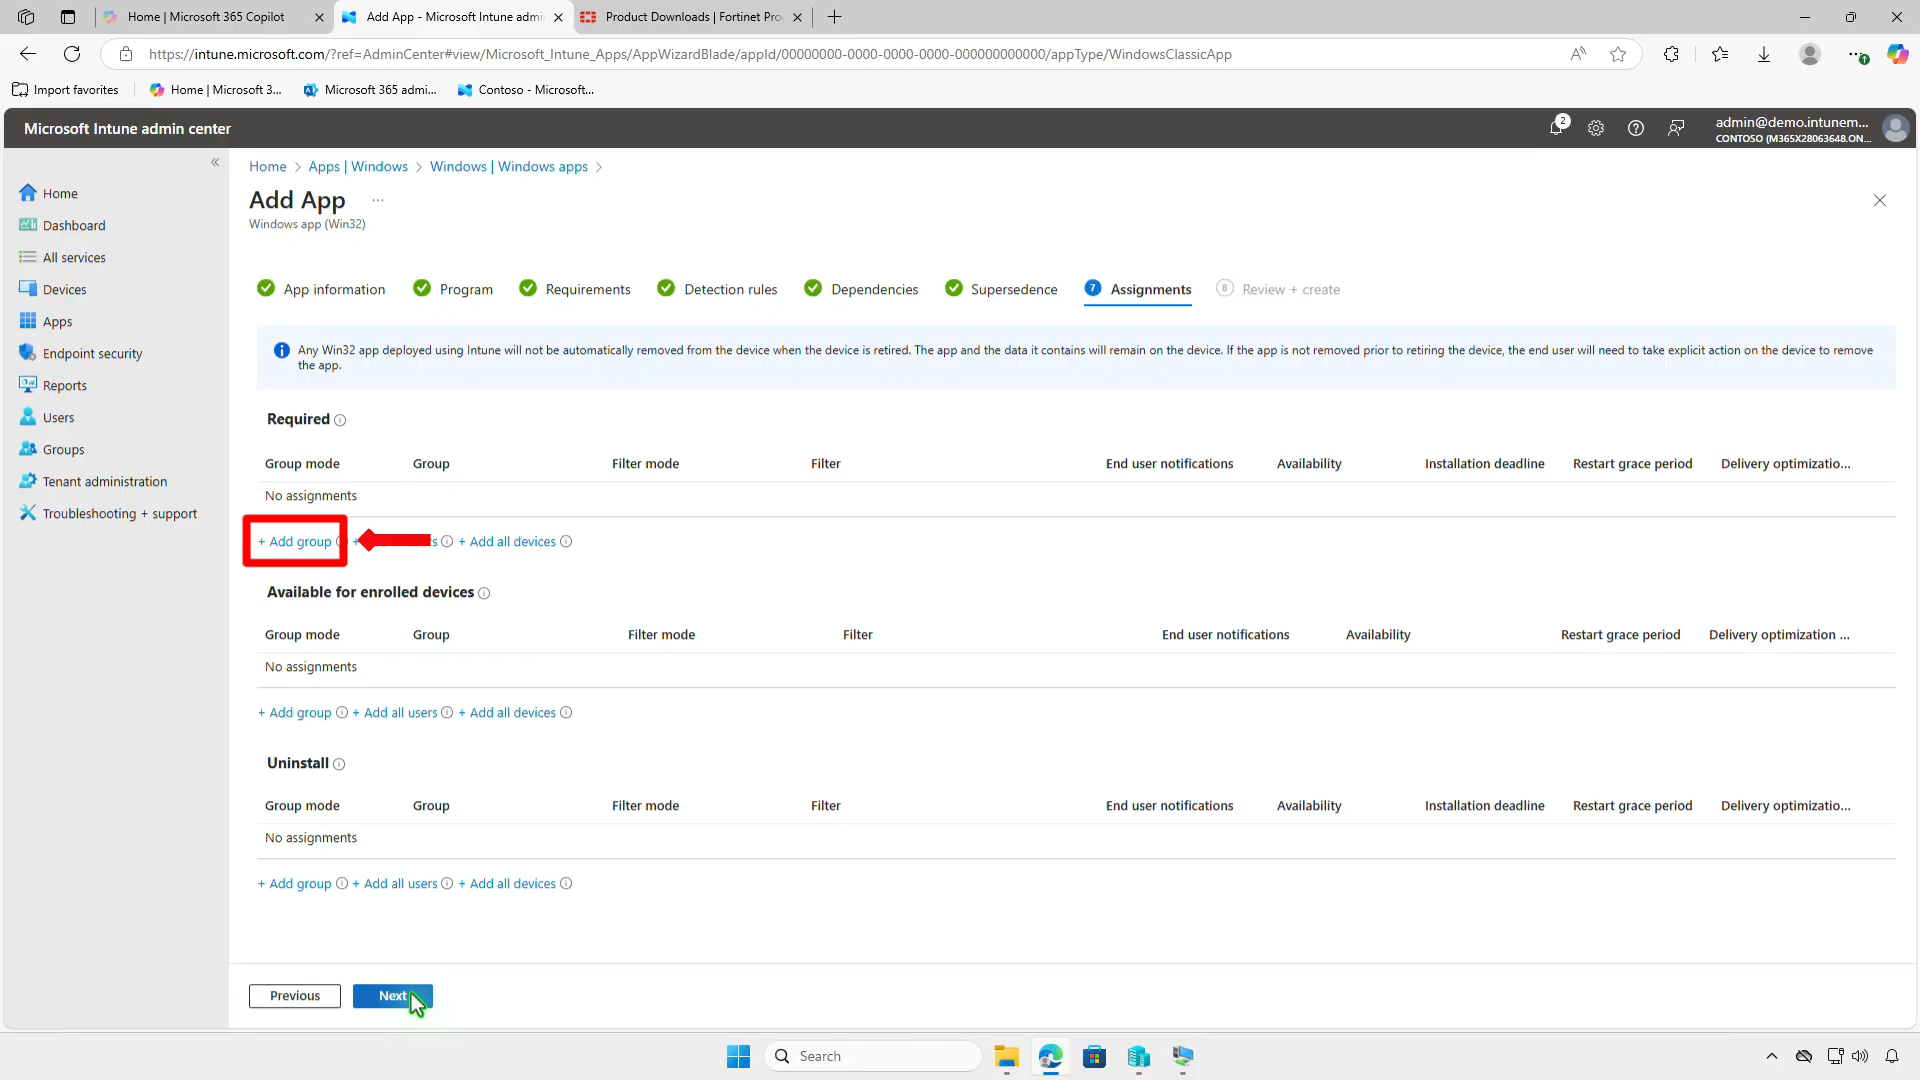 Home | Microsoft 365 Copilot
Add App - Microsoft Intune admin
Product Downloads | Fortinet Pro
https://intune.microsoft.com/?ref=AdminCenter#view/Microsoft_Intune_Apps/AppWizardBlade/appId/00000000-0000-0000-0000-000000000000/appType/WindowsClassicApp
Import favorites
Home | Microsoft 3...
Microsoft 365 admi...
Contoso - Microsoft...
Microsoft Intune admin center
2
admin@demo.intunem...
CONTOSO (M365X28063648.ON...
Home
Dashboard
All services
Devices
Apps
Endpoint security
Reports
Users
Groups
Tenant administration
Troubleshooting + support
Home > Apps | Windows > Windows | Windows apps >
Add App ...
Windows app (Win32)
App information
Program
Requirements
Detection rules
Dependencies
Supersedence
7 Assignments
8 Review + create
Any Win32 app deployed using Intune will not be automatically removed from the device when the device is retired. The app and the data it contains will remain on the device. If the app is not removed prior to retiring the device, the end user will need to take explicit action on the device to remove
the app.
Required
Group mode Group Filter mode Filter End user notifications Availability Installation deadline Restart grace period Delivery optimizatio...
No assignments
+ Add group + s + Add all devices
Available for enrolled devices
Group mode Group Filter mode Filter End user notifications Availability Restart grace period Delivery optimization ...
No assignments
+ Add group + Add all users + Add all devices
Uninstall
Group mode Group Filter mode Filter End user notifications Availability Installation deadline Restart grace period Delivery optimizatio...
No assignments
+ Add group + Add all users + Add all devices
Previous
Next
Search